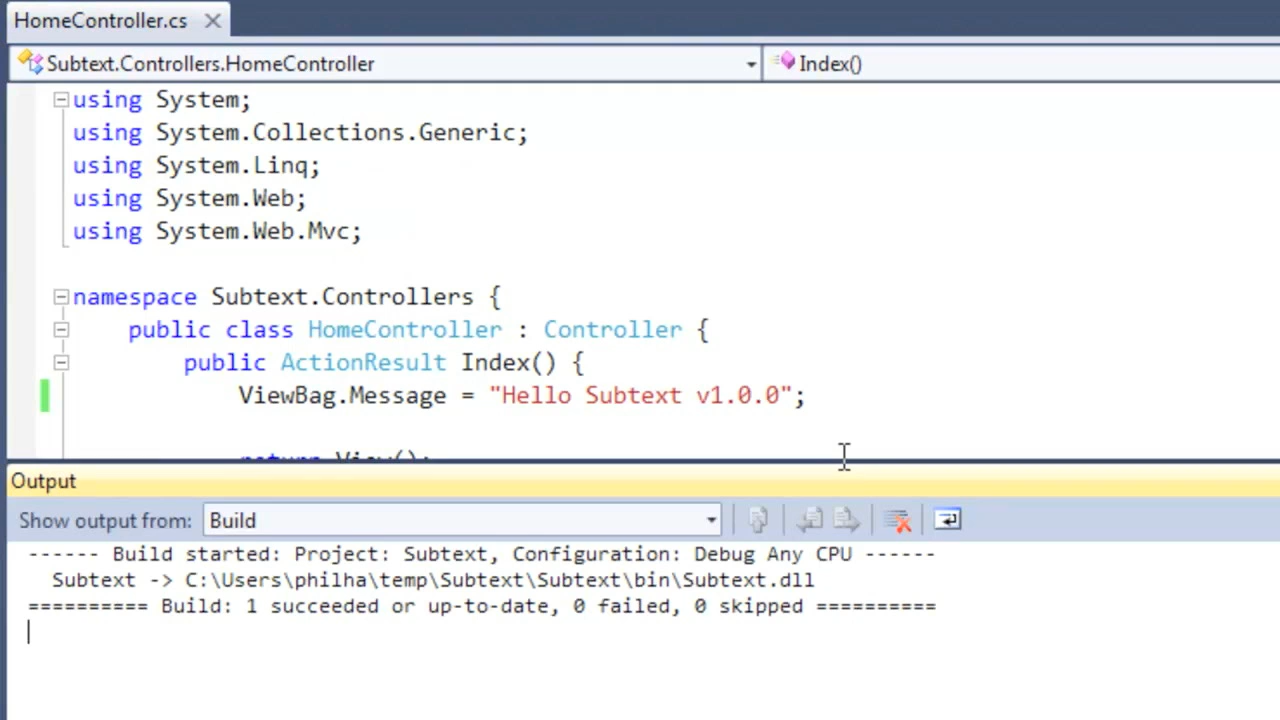 HomeController.cs
Subtext.Controllers.HomeController
Index()
using System;
using System.Collections.Generic;
using System.Linq;
using System.Web;
using System.Web.Mvc;
namespace Subtext.Controllers {
public class HomeController : Controller {
public ActionResult Index() {
ViewBag.Message = "Hello Subtext v1.0.0";
return View();
Output
Show output from: Build
------ Build started: Project: Subtext, Configuration: Debug Any CPU ------
Subtext -> C:\Users\philha\temp\Subtext\Subtext\bin\Subtext.dll
========== Build: 1 succeeded or up-to-date, 0 failed, 0 skipped ==========